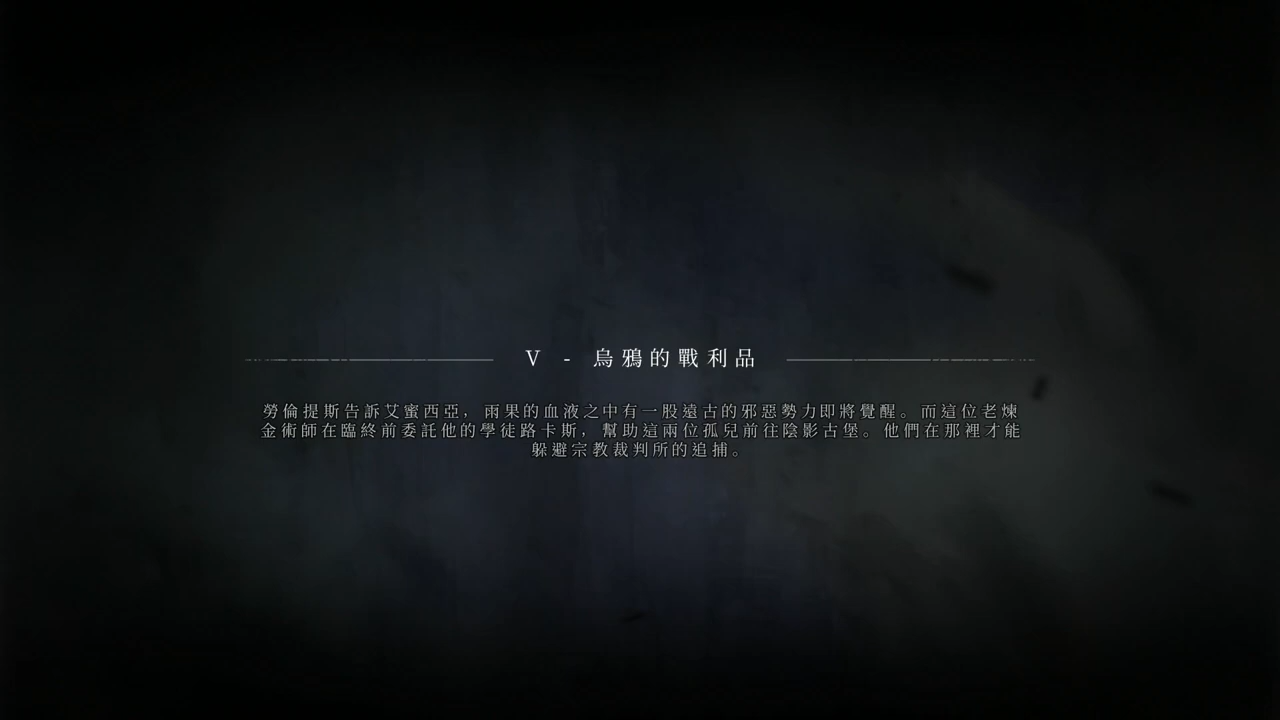 V - 烏鴉的戰利品
勞倫提斯告訴艾蜜西亞，雨果的血液之中有一股遠古的邪惡勢力即將覺醒。而這位老煉
金術師在臨終前委託他的學徒路卡斯，幫助這兩位孤兒前往陰影古堡。他們在那裡才能
躲避宗教裁判所的追捕。